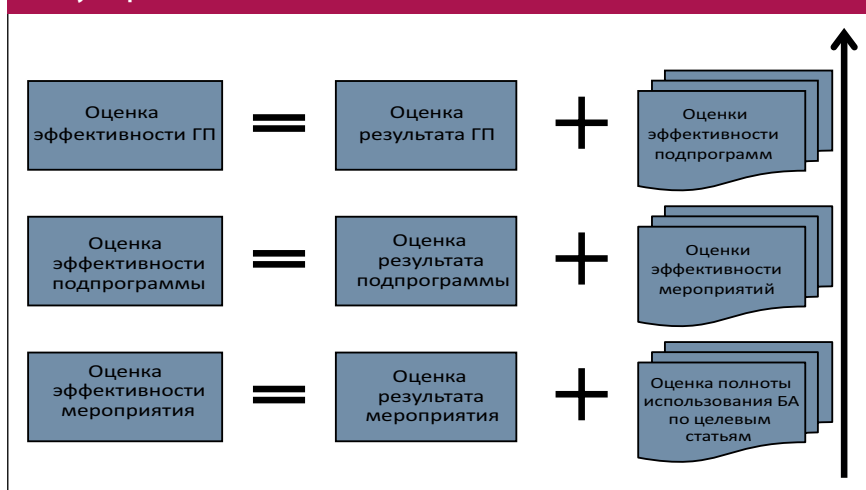 Оценка
эффективности ГП
=
Оценка
результата ГП
+
Оценки
эффективности
подпрограмм
Оценка
эффективности
подпрограммы
=
Оценка
результата
подпрограммы
+
Оценки
эффективности
мероприятий
Оценка
эффективности
мероприятия
=
Оценка
результата
мероприятия
+
Оценка полноты
использования БА
по целевым
статьям